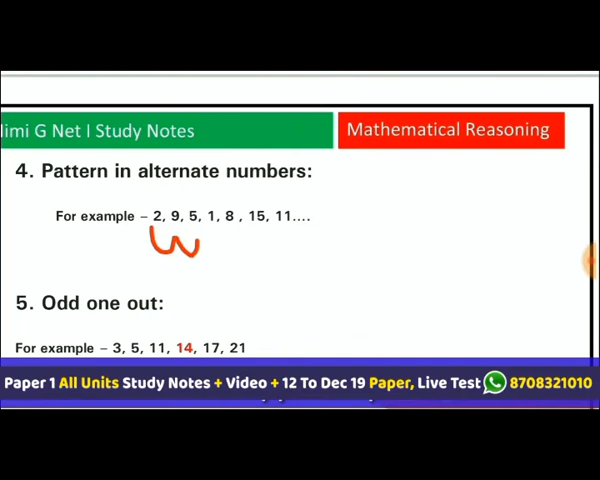 limi G Net I Study Notes
Mathematical Reasoning
4. Pattern in alternate numbers:
For example – 2, 9, 5, 1, 8 , 15, 11....
5. Odd one out:
For example – 3, 5, 11, 14, 17, 21
Paper 1 All Units Study Notes + Video + 12 To Dec 19 Paper, Live Test 8708321010